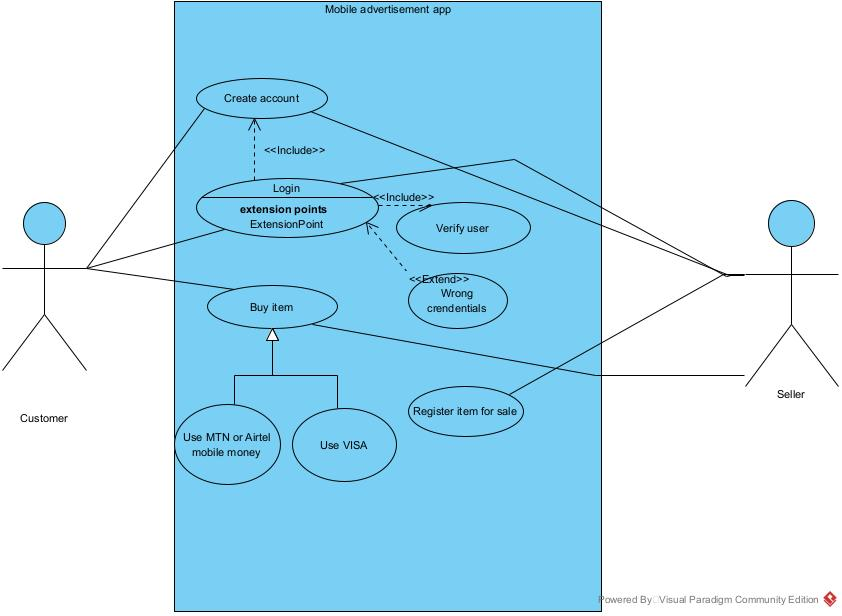 Mobile advertisement app
Create account
<<Include>>
Login
<<Include>>
extension points
ExtensionPoint
Verify user
<<Extend>>
Wrong
crendentials
Buy item
Customer
Seller
Register item for sale
Use MTN or Airtel
mobile money
Use VISA
Powered By Visual Paradigm Community Edition